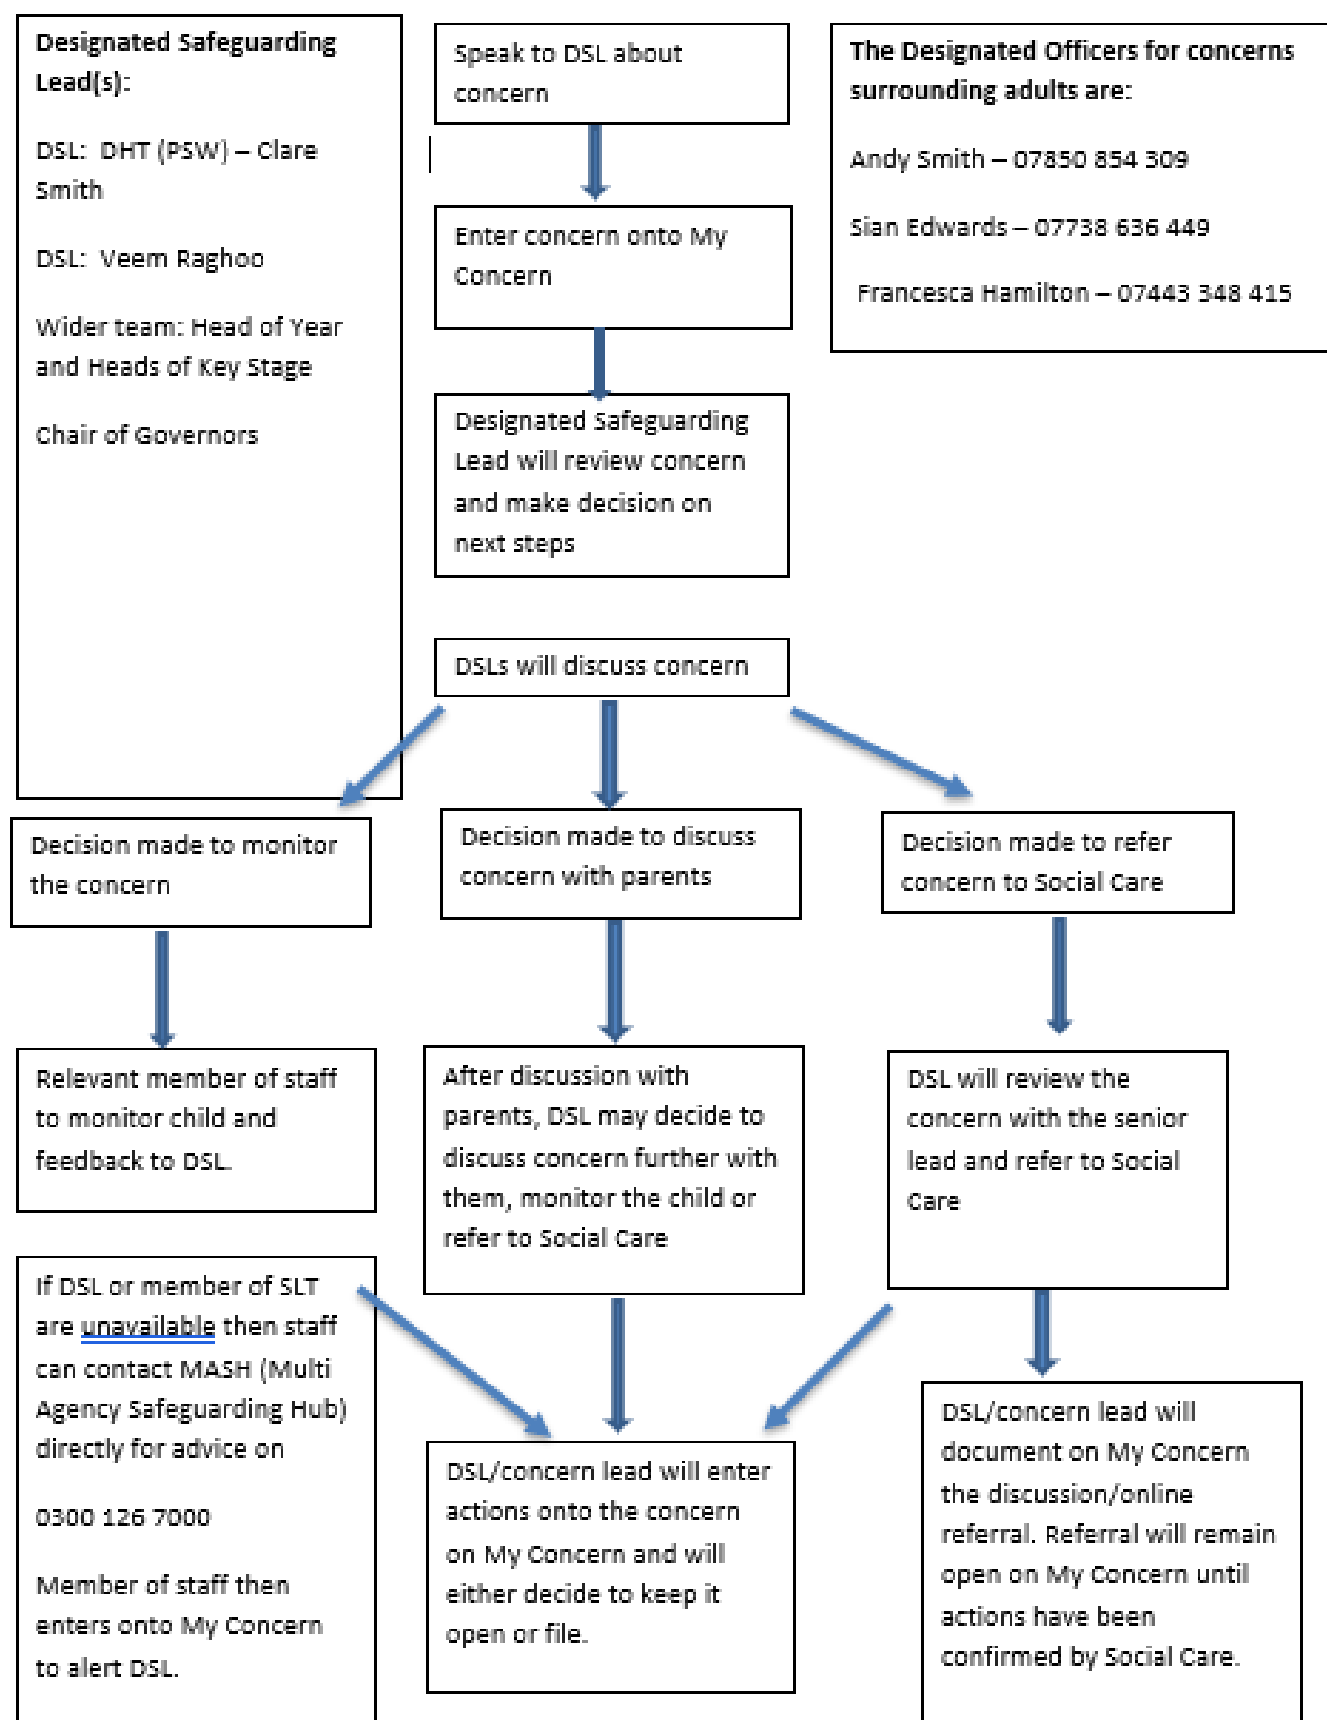 Designated Safeguarding
Lead(s):
DSL:  DHT (PSW) – Clare
Smith
DSL:  Veem Raghoo
Wider team: Head of Year
and Heads of Key Stage
Chair of Governors
Speak to DSL about
concern
Enter concern onto My
Concern
Designated Safeguarding
Lead will review concern
and make decision on
next steps
The Designated Officers for concerns
surrounding adults are:
Andy Smith – 07850 854 309
Sian Edwards – 07738 636 449
Francesca Hamilton – 07443 348 415
DSLs will discuss concern
Decision made to monitor
the concern
Decision made to discuss
concern with parents
Decision made to refer
concern to Social Care
Relevant member of staff
to monitor child and
feedback to DSL.
After discussion with
parents, DSL may decide to
discuss concern further with
them, monitor the child or
refer to Social Care
DSL will review the
concern with the senior
lead and refer to Social
Care
If DSL or member of SLT
are unavailable then staff
can contact MASH (Multi
Agency Safeguarding Hub)
directly for advice on
0300 126 7000
Member of staff then
enters onto My Concern
to alert DSL.
DSL/concern lead will enter
actions onto the concern
on My Concern and will
either decide to keep it
open or file.
DSL/concern lead will
document on My Concern
the discussion/online
referral. Referral will remain
open on My Concern until
actions have been
confirmed by Social Care.